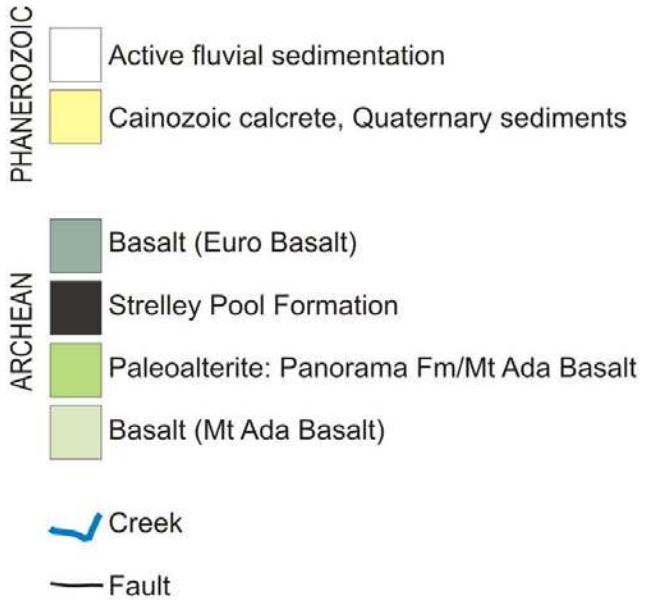 PHANEROZOIC
Active fluvial sedimentation
Cainozoic calcrete, Quaternary sediments
ARCHEAN
Basalt (Euro Basalt)
Strelley Pool Formation
Paleoalterite: Panorama Fm/Mt Ada Basalt
Basalt (Mt Ada Basalt)
Creek
Fault